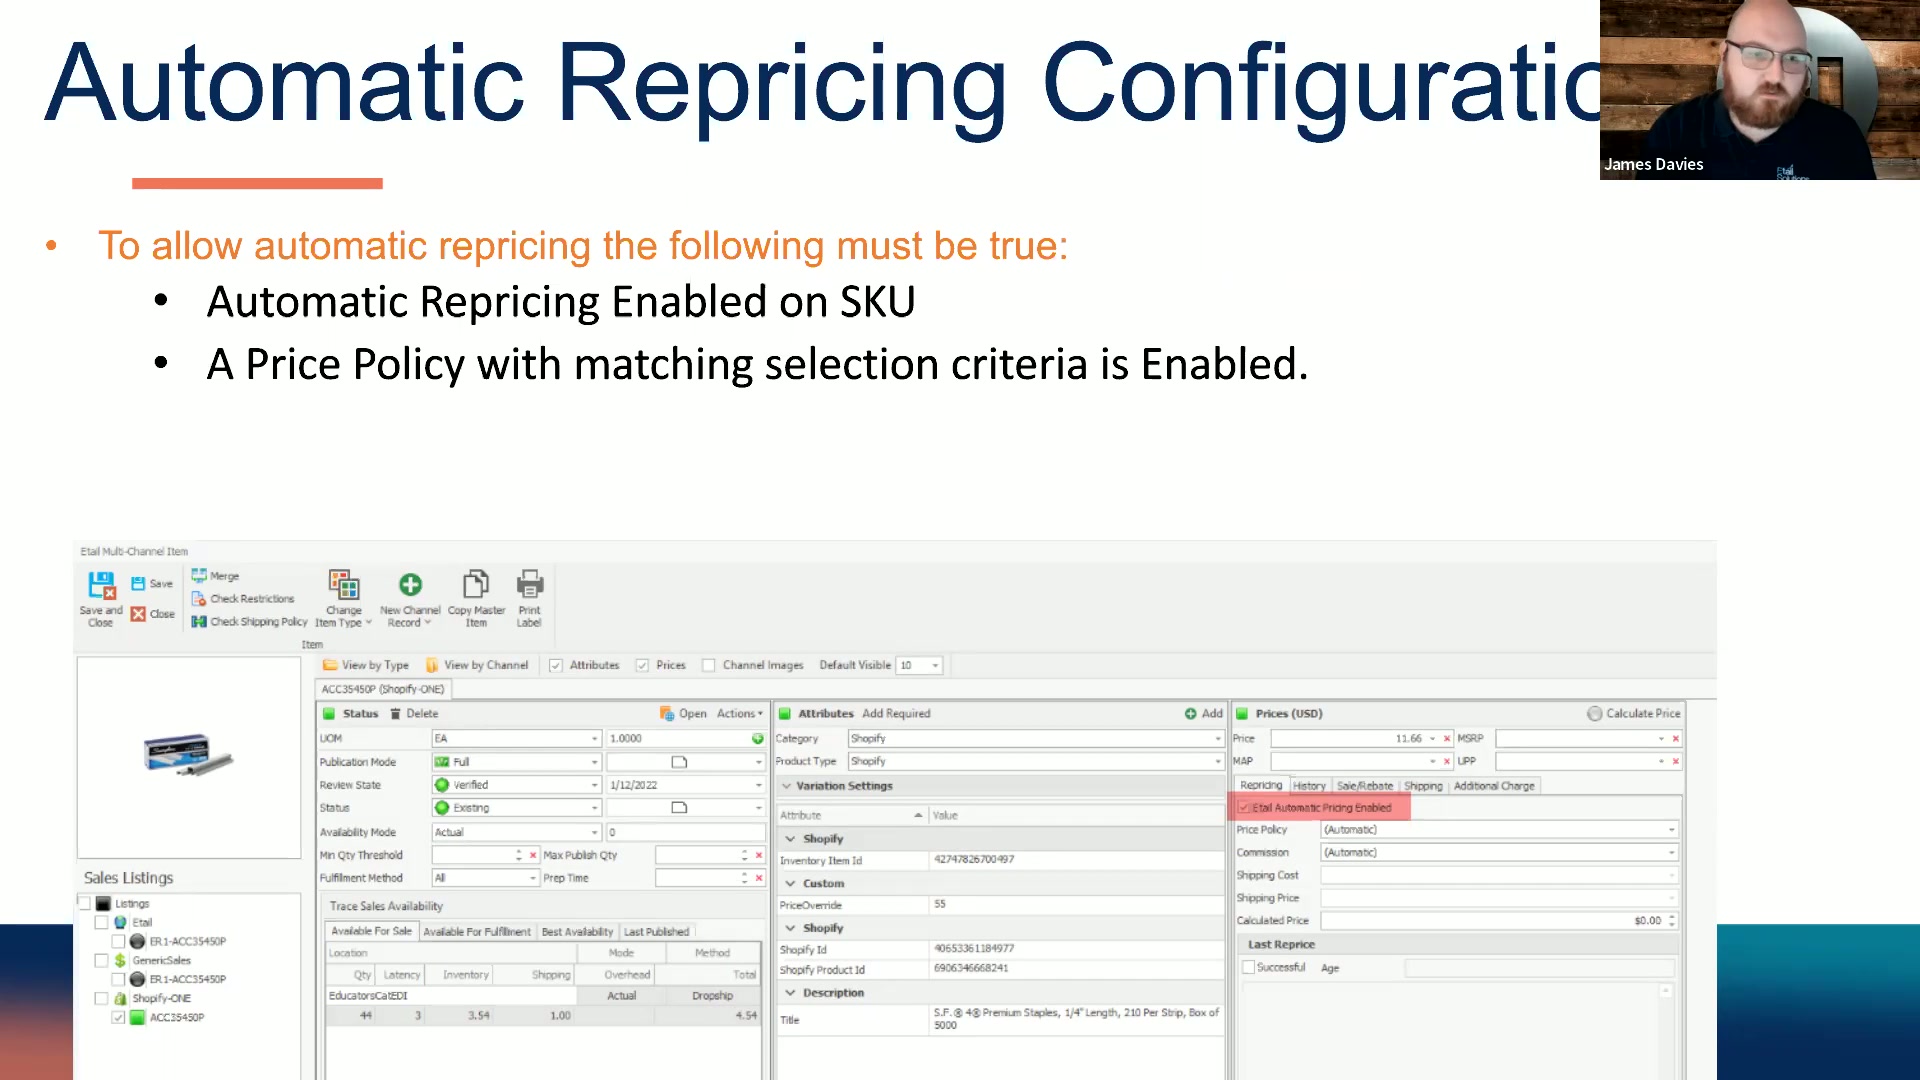 Automatic Repricing Configuratio
James Davies
Etail
Solutions
• To allow automatic repricing the following must be true:
• Automatic Repricing Enabled on SKU
• A Price Policy with matching selection criteria is Enabled.
Etail Multi-Channel Item
Save and Close
Save
Close
Merge
Check Restrictions
Check Shipping Policy
Change Item Type
New Channel Record
Copy Master Item
Print Label
Item
View by Type View by Channel Attributes Prices Channel Images Default Visible 10
ACC35450P (Shopify-ONE)
Status Delete Open Actions
UOM EA 1.0000
Publication Mode Full
Review State Verified 1/12/2022
Status Existing
Availability Mode Actual 0
Min Qty Threshold Max Publish Qty
Fulfilment Method All Prep Time
Trace Sales Availability
Available For Sale Available For Fulfillment Best Availability Last Published
Location Mode Method
Qty Latency Inventory Shipping Overhead Total
EducatorsCatEDI Actual Dropship
44 3 3.54 1.00 4.54
Attributes Add Required Add
Category Shopify
Product Type Shopify
Variation Settings
Attribute Value
Shopify
Inventory Item Id 42747826700497
Custom
PriceOverride 55
Shopify
Shopify Id 40653361184977
Shopify Product Id 6906346668241
Description
Title S.F.® 4® Premium Staples, 1/4" Length, 210 Per Strip, Box of
5000
Prices (USD) Calculate Price
Price 11.66 MSRP
MAP UPP
Repricing History Sale/Rebate Shipping Additional Charge
Etail Automatic Pricing Enabled
Price Policy (Automatic)
Commission (Automatic)
Shipping Cost
Shipping Price
Calculated Price $0.00
Last Reprice
Successful Age
Sales Listings
Listings
Etail
ER.1-ACC35450P
GenericSales
ER.1-ACC35450P
Shopify-ONE
ACC35450P